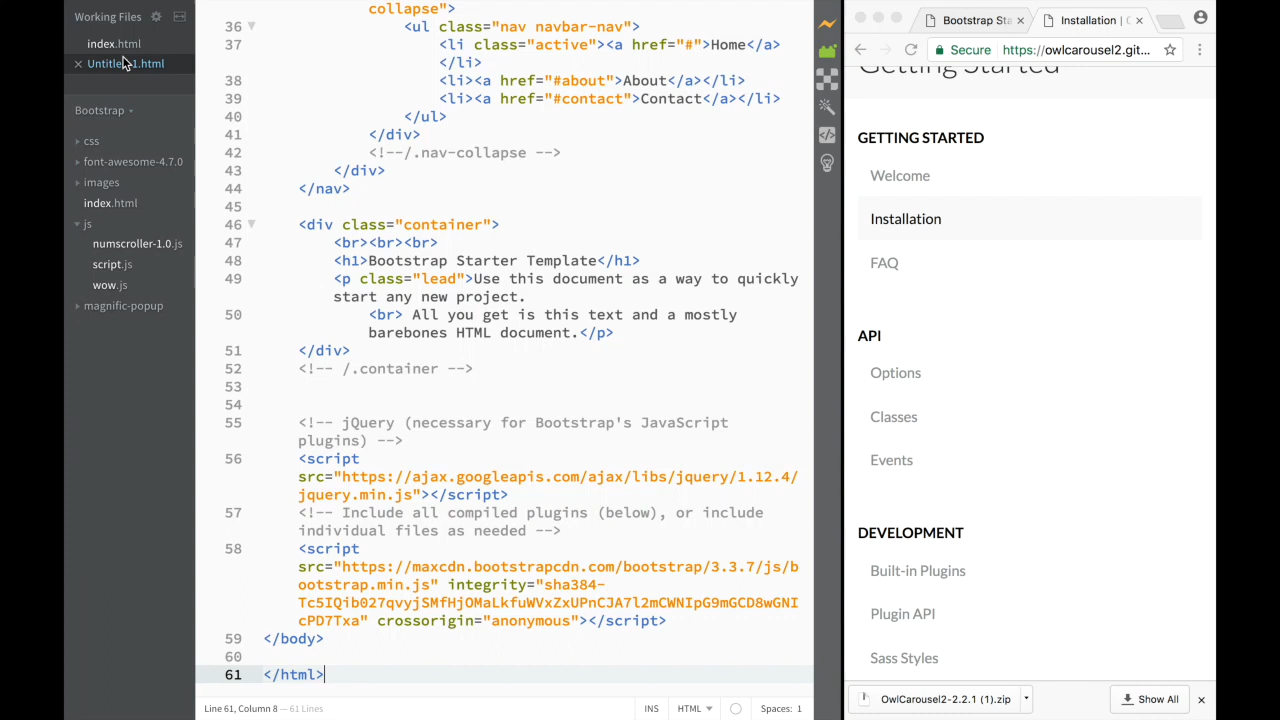 Working Files
index.html
Untitled-1.html
Bootstrap
css
font-awesome-4.7.0
images
index.html
js
numscroller-1.0.js
script.js
wow.js
magnific-popup
collapse">
36 <ul class="nav navbar-nav">
37 <li class="active"><a href="#">Home</a>
</li>
38 <li><a href="#about">About</a></li>
39 <li><a href="#contact">Contact</a></li>
40 </ul>
41 </div>
42 <!--/.nav-collapse -->
43 </div>
44 </nav>
45
46 <div class="container">
47 <br><br><br>
48 <h1>Bootstrap Starter Template</h1>
49 <p class="lead">Use this document as a way to quickly
start any new project.
50 <br> All you get is this text and a mostly
barebones HTML document.</p>
51 </div>
52 <!-- /.container -->
53
54
55 <!-- jQuery (necessary for Bootstrap's JavaScript
plugins) -->
56 <script
src="https://ajax.googleapis.com/ajax/libs/jquery/1.12.4/
jquery.min.js"></script>
57 <!-- Include all compiled plugins (below), or include
individual files as needed -->
58 <script
src="https://maxcdn.bootstrapcdn.com/bootstrap/3.3.7/js/b
ootstrap.min.js" integrity="sha384-
Tc5IQib027qvyjSMfHjOMaLkfuWVxZxUPnCJA7l2mCWNIpG9mGCD8wGNI
cPD7Txa" crossorigin="anonymous"></script>
59 </body>
60
61 </html>
Line 61, Column 8 — 61 Lines
INS
HTML
Spaces: 1
Bootstrap Sta
Installation | O
Secure https://owlcarousel2.git...
Getting Started
GETTING STARTED
Welcome
Installation
FAQ
API
Options
Classes
Events
DEVELOPMENT
Built-in Plugins
Plugin API
Sass Styles
OwlCarousel2-2.2.1 (1).zip
Show All